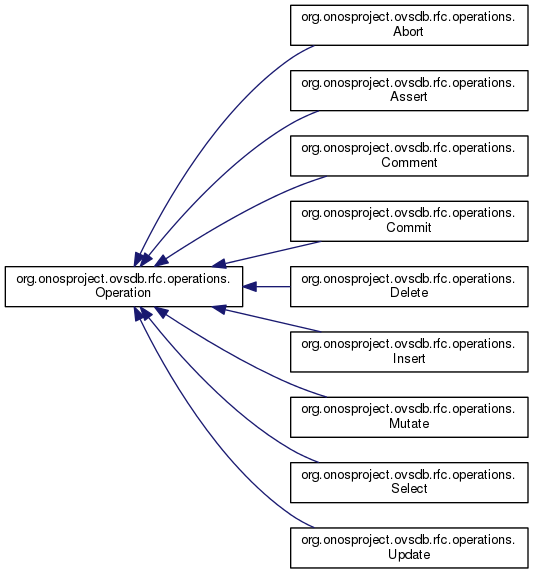 org.onosproject.ovsdb.rfc.operations.
Abort
org.onosproject.ovsdb.rfc.operations.
Assert
org.onosproject.ovsdb.rfc.operations.
Comment
org.onosproject.ovsdb.rfc.operations.
Commit
org.onosproject.ovsdb.rfc.operations.
Operation
org.onosproject.ovsdb.rfc.operations.
Delete
org.onosproject.ovsdb.rfc.operations.
Insert
org.onosproject.ovsdb.rfc.operations.
Mutate
org.onosproject.ovsdb.rfc.operations.
Select
org.onosproject.ovsdb.rfc.operations.
Update